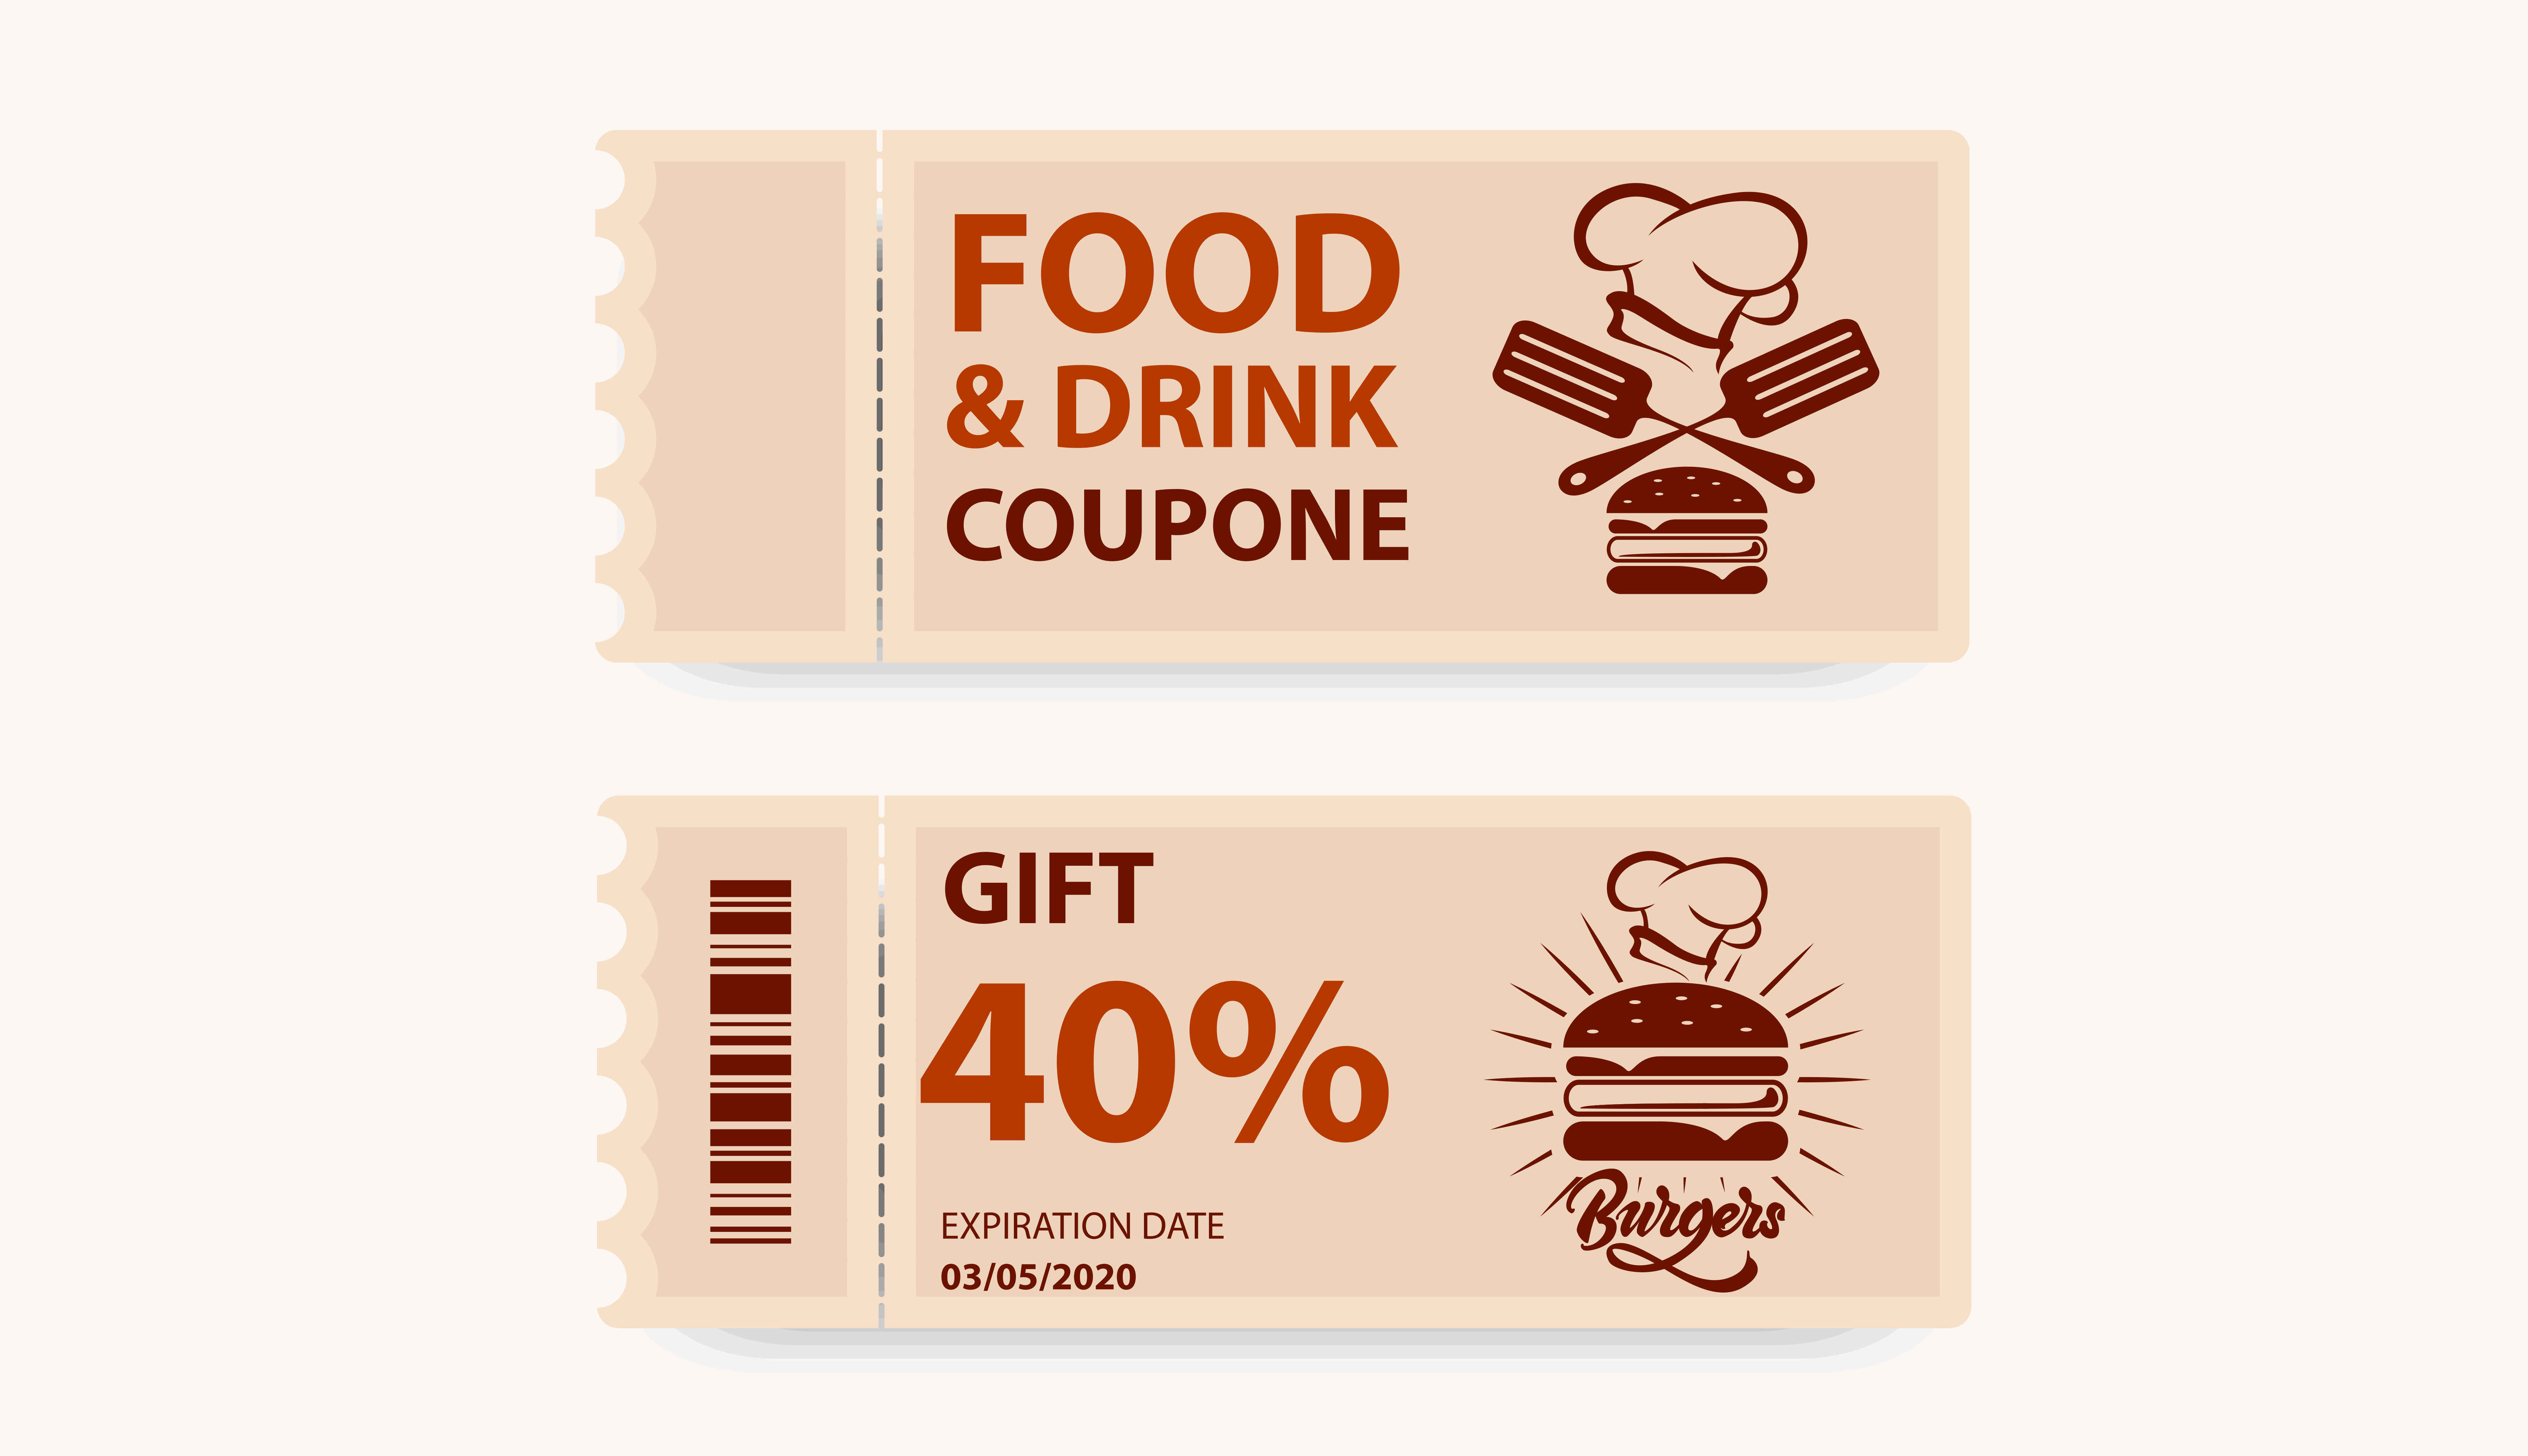 FOOD
& DRINK
COUPONE
GIFT
40%
EXPIRATION DATE
03/05/2020
Burgers